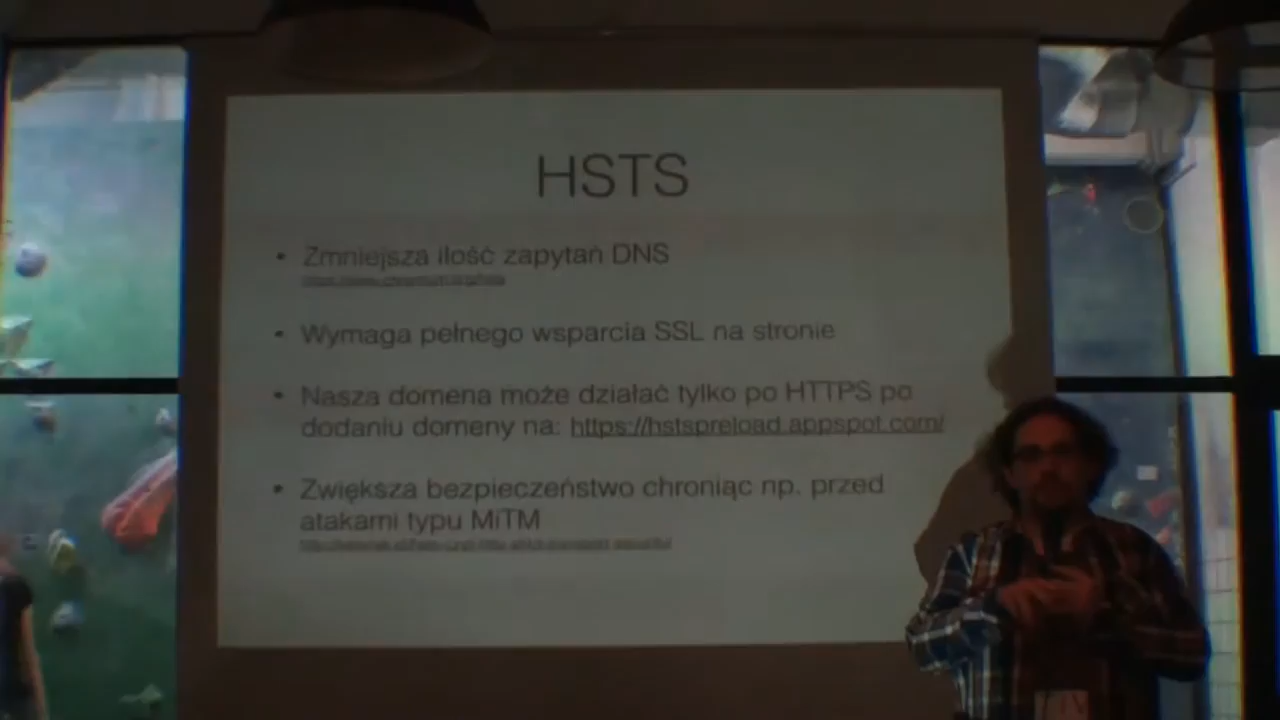 HSTS
• Zmniejsza ilość zapytań DNS
• Wymaga pełnego wsparcia SSL na stronie
• Nasza domena może działać tylko po HTTPS po
dodaniu domeny na: https://hstspreload.appspot.com/
• Zwiększa bezpieczeństwo chroniąc np. przed
atakami typu MiTM